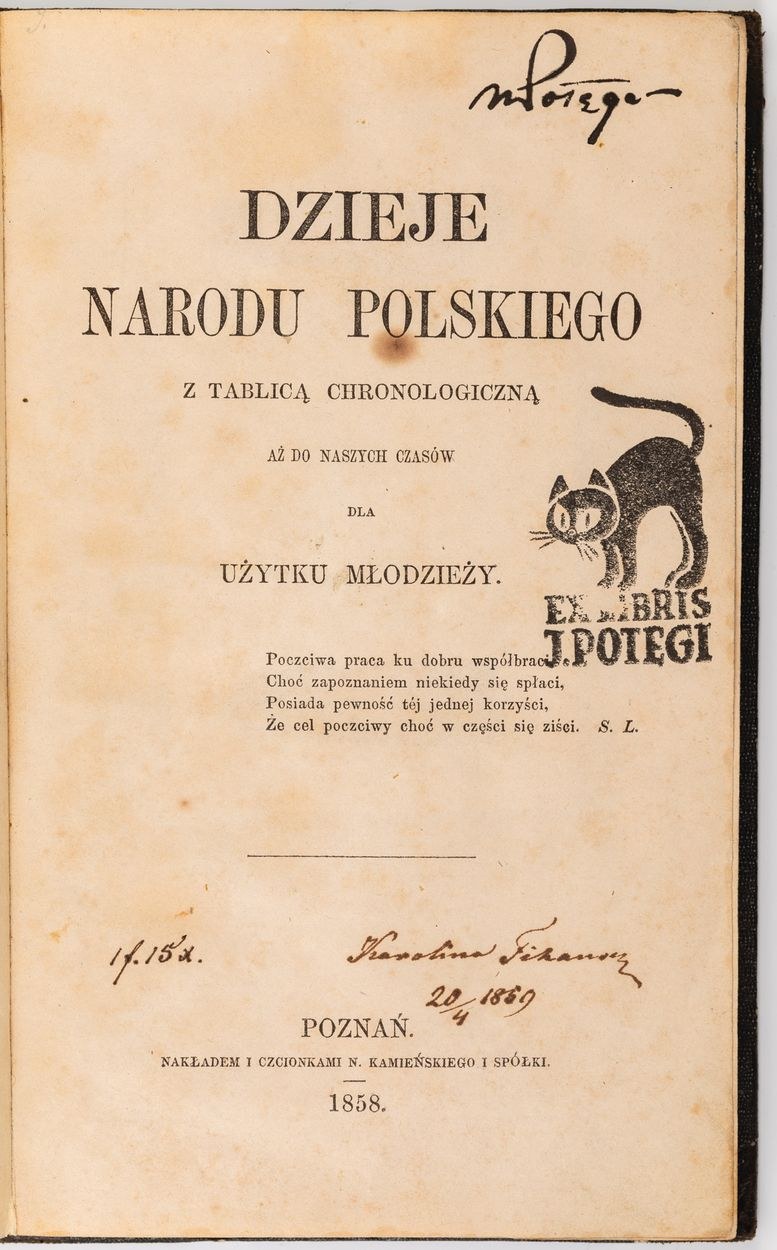 Potęga
DZIEJE
NARODU POLSKIEGO
Z TABLICĄ CHRONOLOGICZNĄ
AŻ DO NASZYCH CZASÓW
DLA
UŻYTKU MŁODZIEŻY.
EX LIBRIS
J. POTĘGI
Poczciwa praca ku dobru współbraci
Choć zapoznaniem niekiedy się spłaci,
Posiada pewność téj jednej korzyści,
Że cel poczciwy choć w części się ziści. S. L.
1 f. 15 x.
Karolina
20/4 1859
POZNAŃ.
NAKŁADEM I CZCIONKAMI N. KAMIEŃSKIEGO I SPÓŁKI.
1858.